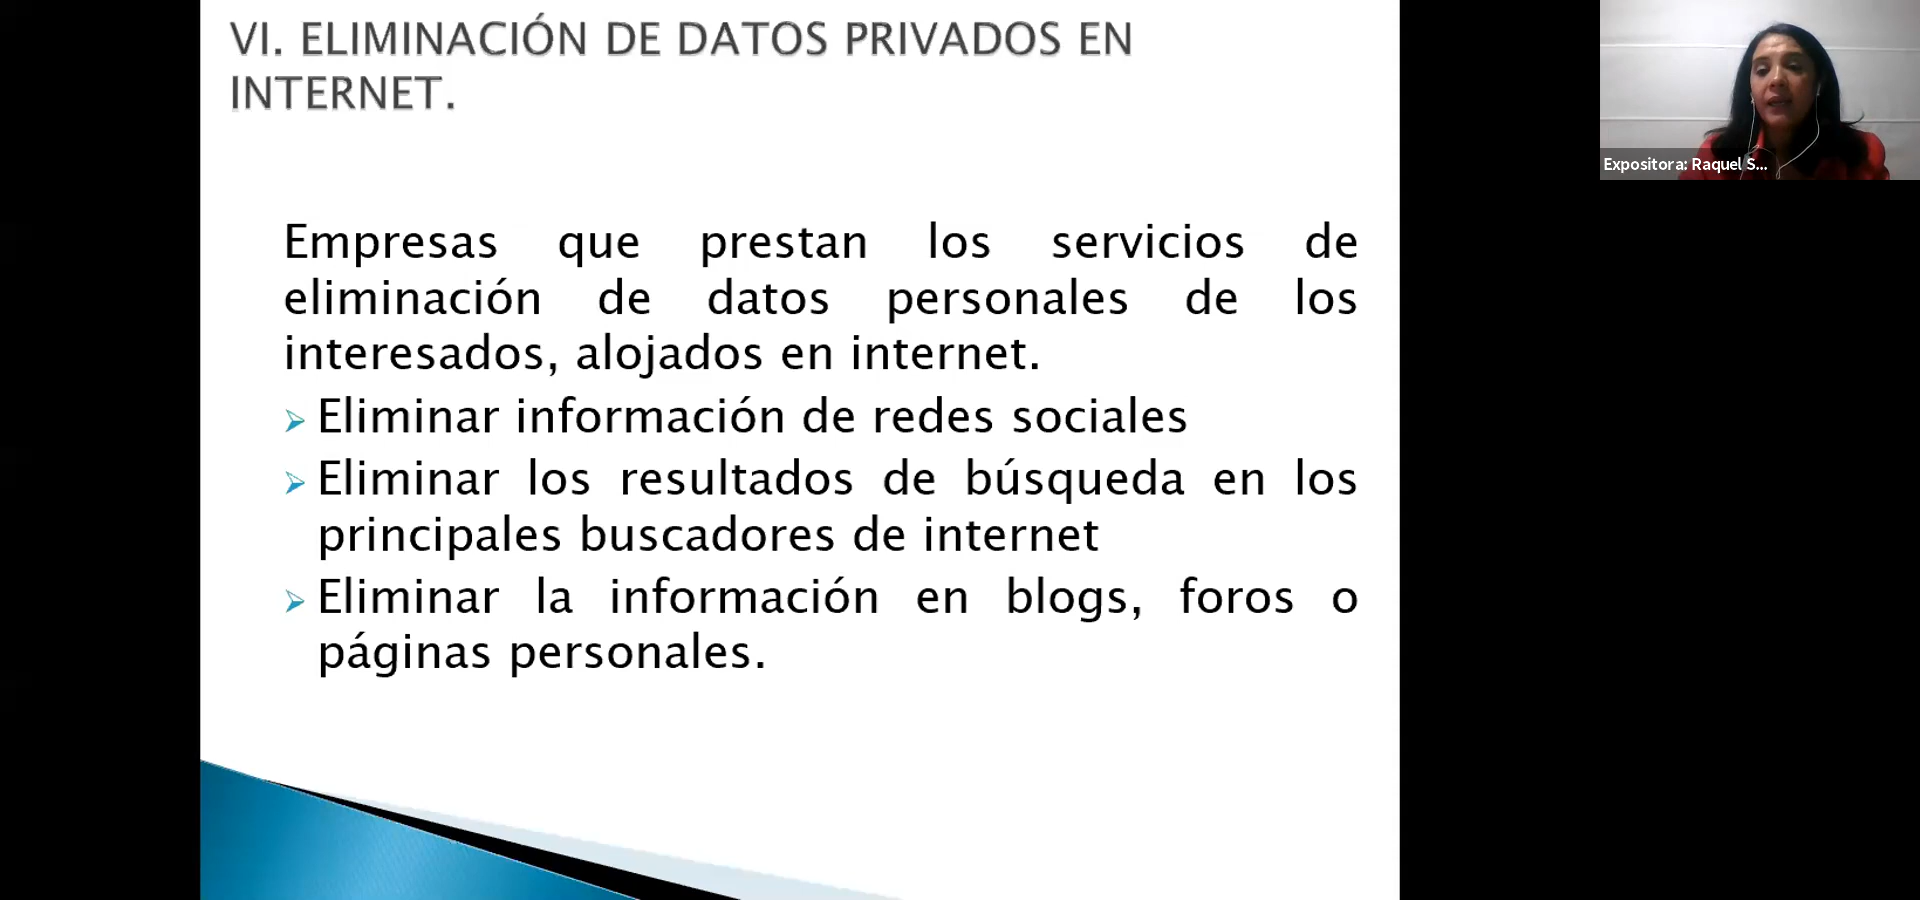 VI. ELIMINACIÓN DE DATOS PRIVADOS EN
INTERNET.
Empresas que prestan los servicios de
eliminación de datos personales de los
interesados, alojados en internet.
Eliminar información de redes sociales
Eliminar los resultados de búsqueda en los
principales buscadores de internet
Eliminar la información en blogs, foros o
páginas personales.
Expositora: Raquel S...